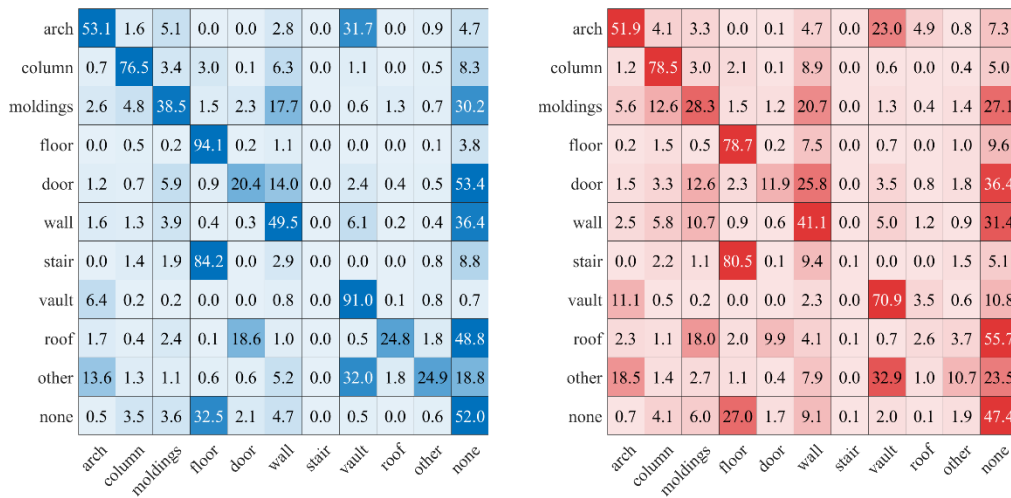 arch 53.1 1.6 5.1 0.0 0.0 2.8 0.0 31.7 0.0 0.9 4.7
column 0.7 76.5 3.4 3.0 0.1 6.3 0.0 1.1 0.0 0.5 8.3
moldings 2.6 4.8 38.5 1.5 2.3 17.7 0.0 0.6 1.3 0.7 30.2
floor 0.0 0.5 0.2 94.1 0.2 1.1 0.0 0.0 0.0 0.1 3.8
door 1.2 0.7 5.9 0.9 20.4 14.0 0.0 2.4 0.4 0.5 53.4
wall 1.6 1.3 3.9 0.4 0.3 49.5 0.0 6.1 0.2 0.4 36.4
stair 0.0 1.4 1.9 84.2 0.0 2.9 0.0 0.0 0.0 0.8 8.8
vault 6.4 0.2 0.2 0.0 0.0 0.8 0.0 91.0 0.1 0.8 0.7
roof 1.7 0.4 2.4 0.1 18.6 1.0 0.0 0.5 24.8 1.8 48.8
other 13.6 1.3 1.1 0.6 0.6 5.2 0.0 32.0 1.8 24.9 18.8
none 0.5 3.5 3.6 32.5 2.1 4.7 0.0 0.5 0.0 0.6 52.0
arch column moldings floor door wall stair vault roof other none
arch 51.9 4.1 3.3 0.0 0.1 4.7 0.0 23.0 4.9 0.8 7.3
column 1.2 78.5 3.0 2.1 0.1 8.9 0.0 0.6 0.0 0.4 5.0
moldings 5.6 12.6 28.3 1.5 1.2 20.7 0.0 1.3 0.4 1.4 27.1
floor 0.2 1.5 0.5 78.7 0.2 7.5 0.0 0.7 0.0 1.0 9.6
door 1.5 3.3 12.6 2.3 11.9 25.8 0.0 3.5 0.8 1.8 36.4
wall 2.5 5.8 10.7 0.9 0.6 41.1 0.0 5.0 1.2 0.9 31.4
stair 0.0 2.2 1.1 80.5 0.0 9.4 0.1 0.0 0.0 1.5 5.1
vault 11.1 0.5 0.2 0.0 0.0 2.3 0.0 70.9 3.5 0.6 10.8
roof 2.3 1.1 18.0 2.0 9.9 4.1 0.1 0.7 2.6 3.7 55.7
other 18.5 1.4 2.7 1.1 0.4 7.9 0.0 32.9 1.0 10.7 23.5
none 0.7 4.1 6.0 27.0 1.7 9.1 0.1 2.0 0.1 1.9 47.4
arch column moldings floor door wall stair vault roof other none